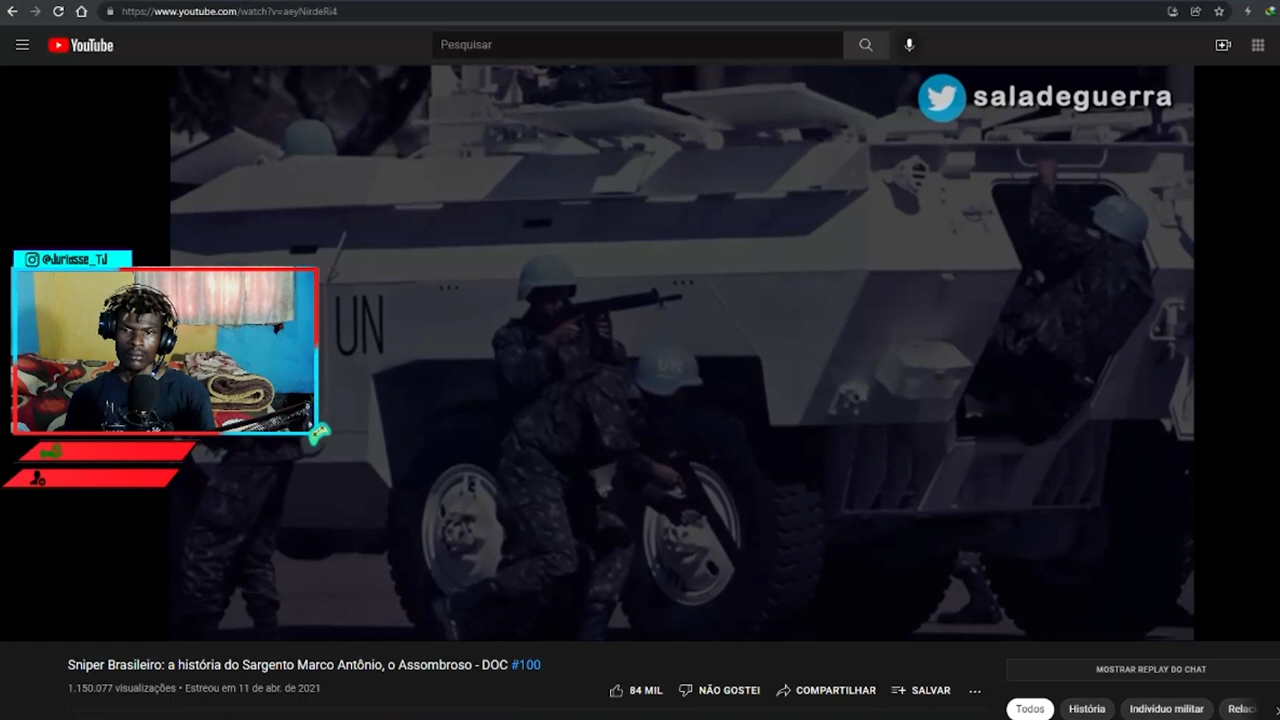 https://www.youtube.com/watch?v=aeyNirdeRi4
YouTube
Pesquisar
saladeguerra
@Juriosse_TJ
UN
UN
Sniper Brasileiro: a história do Sargento Marco Antônio, o Assombroso - DOC #100
1.150.077 visualizações • Estreou em 11 de abr. de 2021
84 MIL
NÃO GOSTEI
COMPARTILHAR
SALVAR
MOSTRAR REPLAY DO CHAT
Todos
História
Indivíduo militar